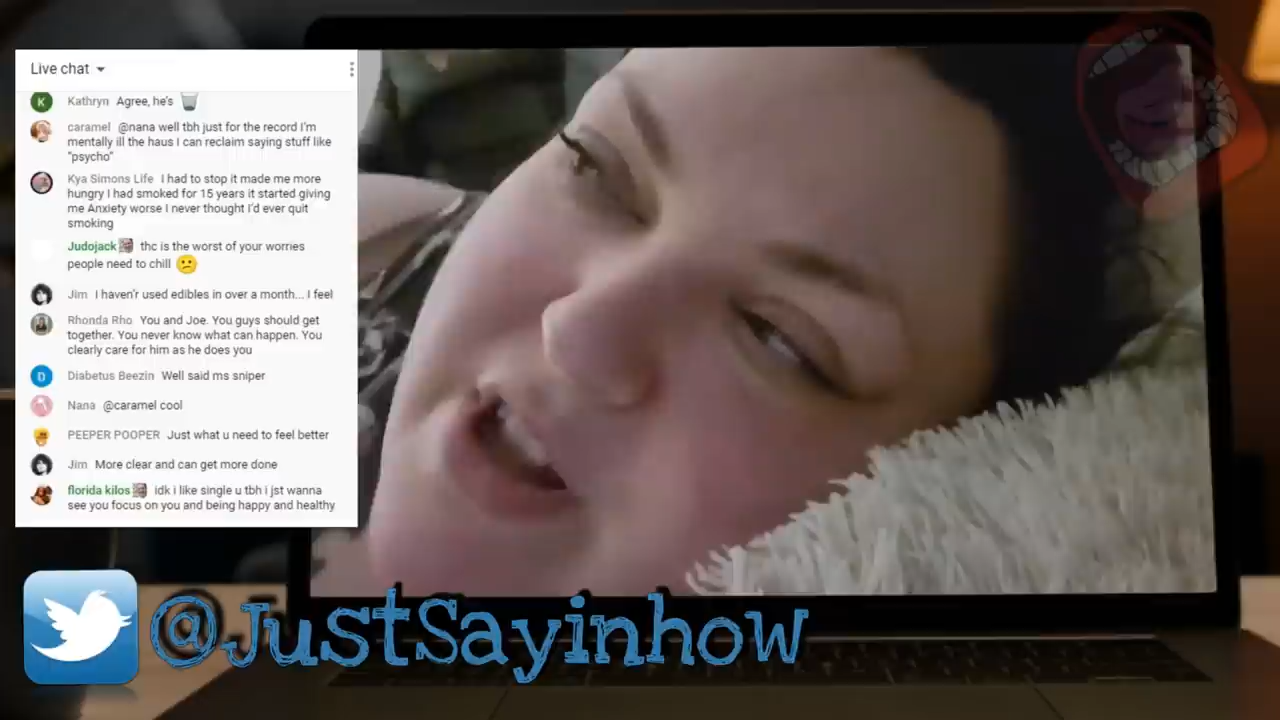 Live chat
K Kathryn Agree, he's
caramel @nana well tbh just for the record I'm
mentally ill the haus I can reclaim saying stuff like
"psycho"
Kya Simons Life I had to stop it made me more
hungry I had smoked for 15 years it started giving
me Anxiety worse I never thought I'd ever quit
smoking
Judojack thc is the worst of your worries
people need to chill
Jim I haven'r used edibles in over a month... I feel
Rhonda Rho You and Joe. You guys should get
together. You never know what can happen. You
clearly care for him as he does you
D Diabetus Beezin Well said ms sniper
Nana @caramel cool
PEEPER POOPER Just what u need to feel better
Jim More clear and can get more done
florida kilos idk i like single u tbh i jst wanna
see you focus on you and being happy and healthy
@JustSayinhow